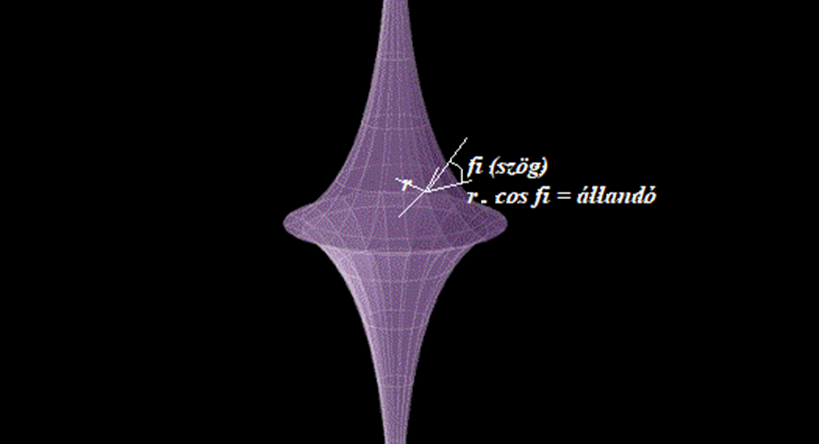 fi (szög)
r
r . cos fi = állandó